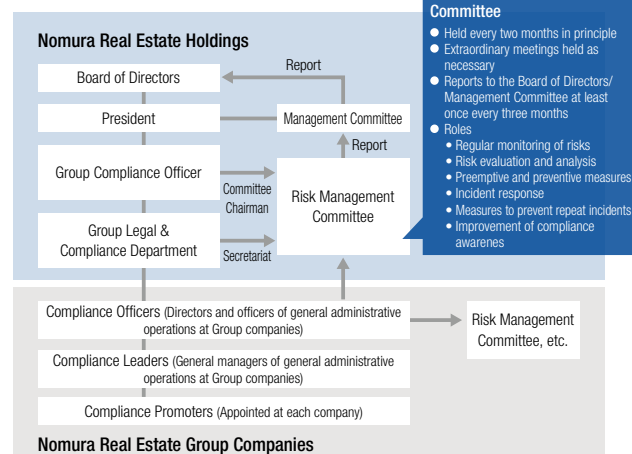 Committee
● Held every two months in principle
● Extraordinary meetings held as
necessary
● Reports to the Board of Directors/
Management Committee at least
once every three months
● Roles
• Regular monitoring of risks
• Risk evaluation and analysis
• Preemptive and preventive measures
• Incident response
• Measures to prevent repeat incidents
• Improvement of compliance
awarenes
Nomura Real Estate Holdings
Board of Directors
Report
President
Management Committee
Report
Group Compliance Officer
Committee
Chairman
Risk Management
Committee
Group Legal &
Compliance Department
Secretariat
Compliance Officers (Directors and officers of general administrative
operations at Group companies)
Risk Management
Committee, etc.
Compliance Leaders (General managers of general administrative
operations at Group companies)
Compliance Promoters (Appointed at each company)
Nomura Real Estate Group Companies